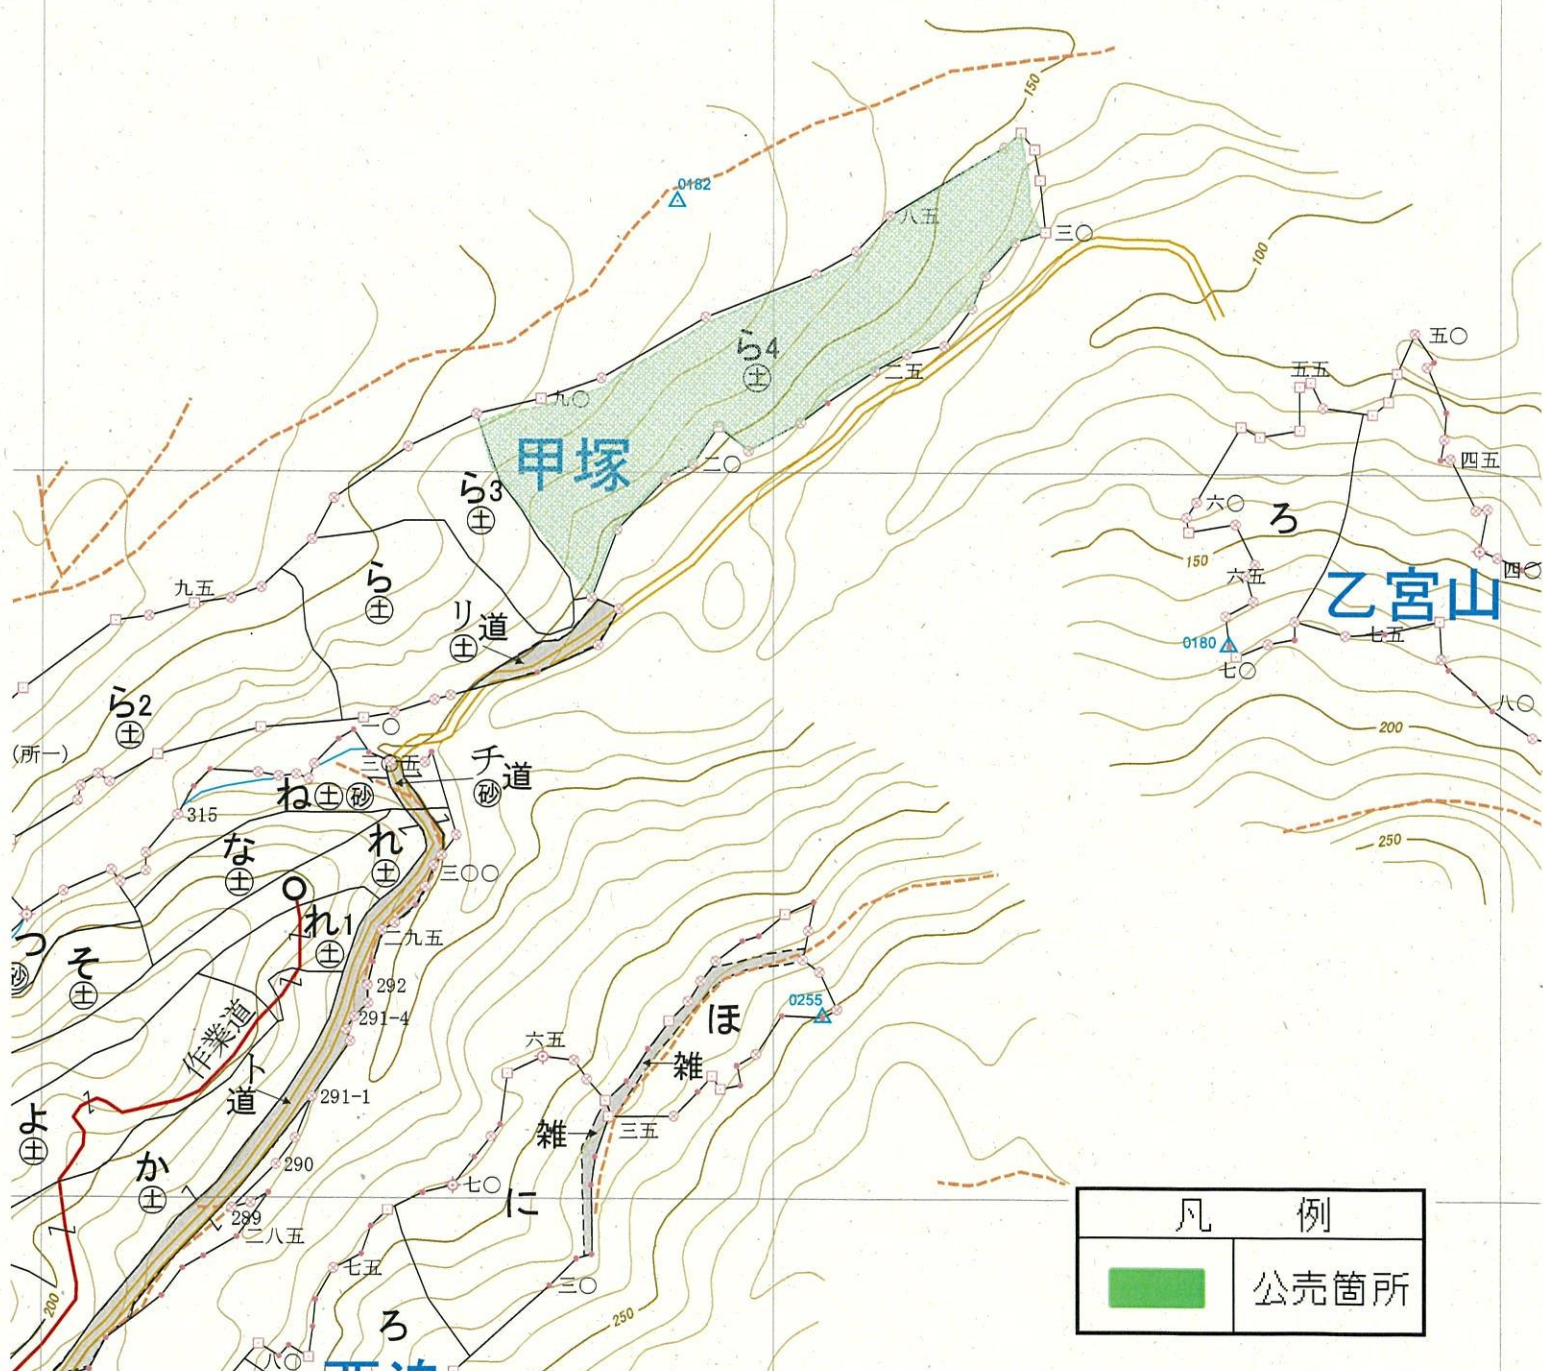 150
0182
八五
三〇
100
ら4
土
五〇
五五
二五
九〇
甲塚
二〇
四五
ら3
土
六〇
ろ
150
九五
ら
土
六五
四〇
乙宮山
リ道
土
0180
七五
七〇
ら2
土
一〇
八〇
200
(所一)
三〇五
チ道
砂
ね土砂
315
な
土
れ
土
250
三〇〇
れ1
土
つ
砂
そ
土
二九五
292
0255
ほ
291-4
作業道
六五
雑
ト
道
291-1
よ
土
雑
三五
か
土
290
七〇
に
289
二八五
凡例
七五
三〇
公売箇所
200
250
ろ
八〇